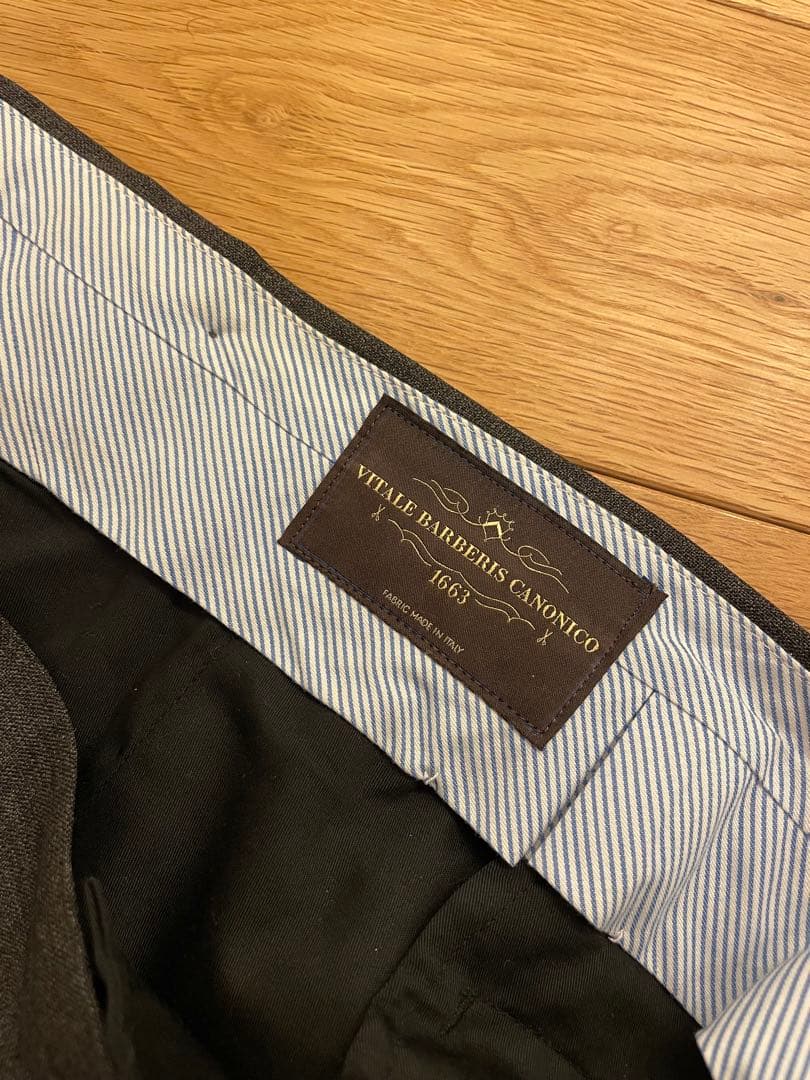 VITALE BARBERIS CANONICO
1663
FABRIC MADE IN ITALY